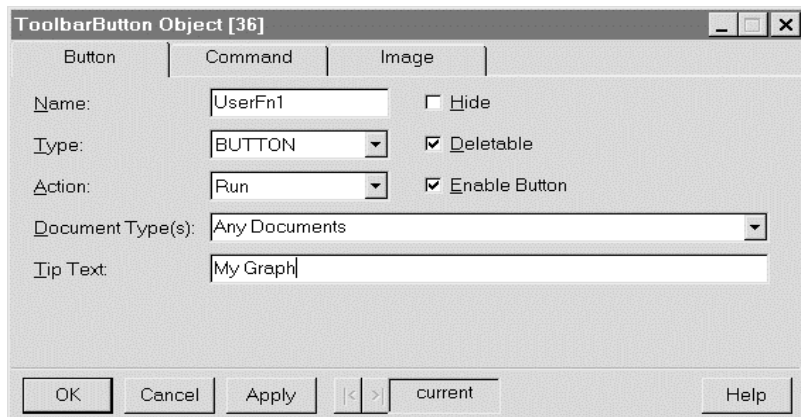 ToolbarButton Object [36]
Button Command Image
Name: UserFn1 Hide
Type: BUTTON Deletable
Action: Run Enable Button
Document Type(s): Any Documents
Tip Text: My Graph
OK Cancel Apply |< >| current Help